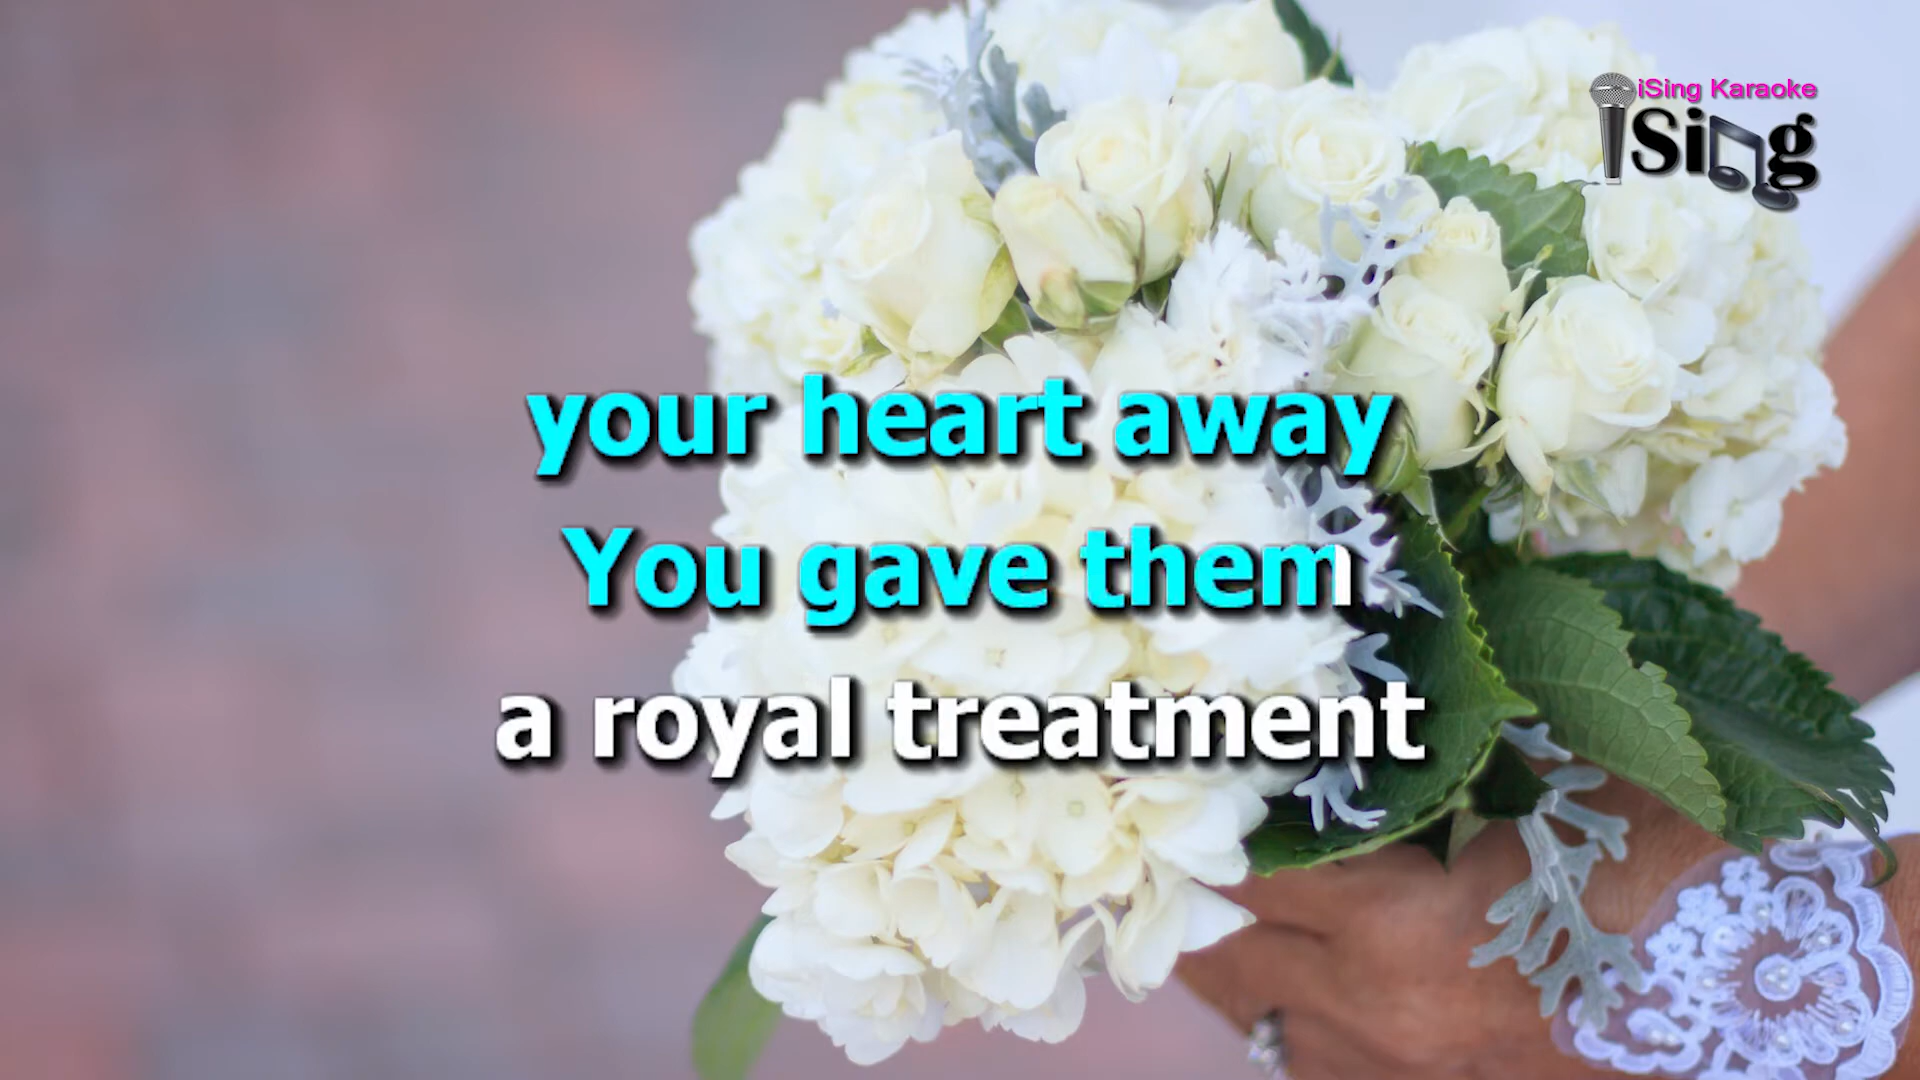 iSing Karaoke
iSing
your heart away
You gave them
a royal treatment